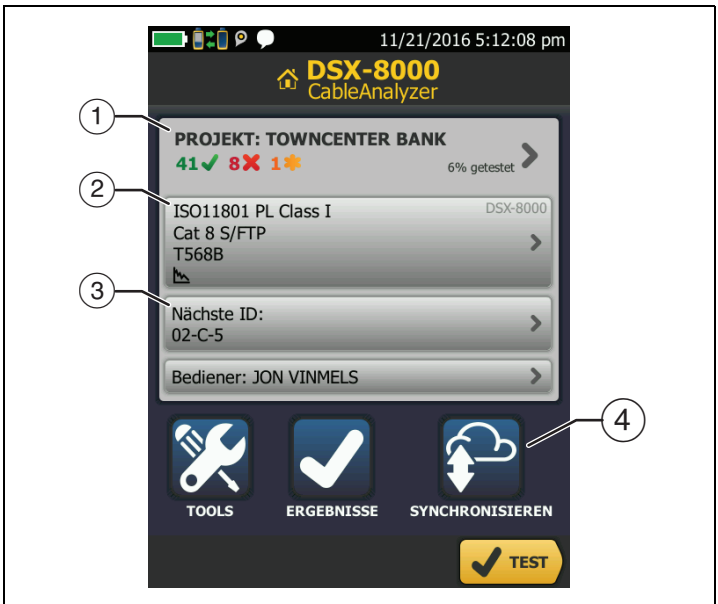 11/21/2016 5:12:08 pm
DSX-8000
CableAnalyzer
1
PROJEKT: TOWNCENTER BANK
41 8 1
6% getestet
2
ISO11801 PL Class I
DSX-8000
Cat 8 S/FTP
T568B
3
Nächste ID:
02-C-5
Bediener: JON VINMELS
4
TOOLS
ERGEBNISSE
SYNCHRONISIEREN
TEST